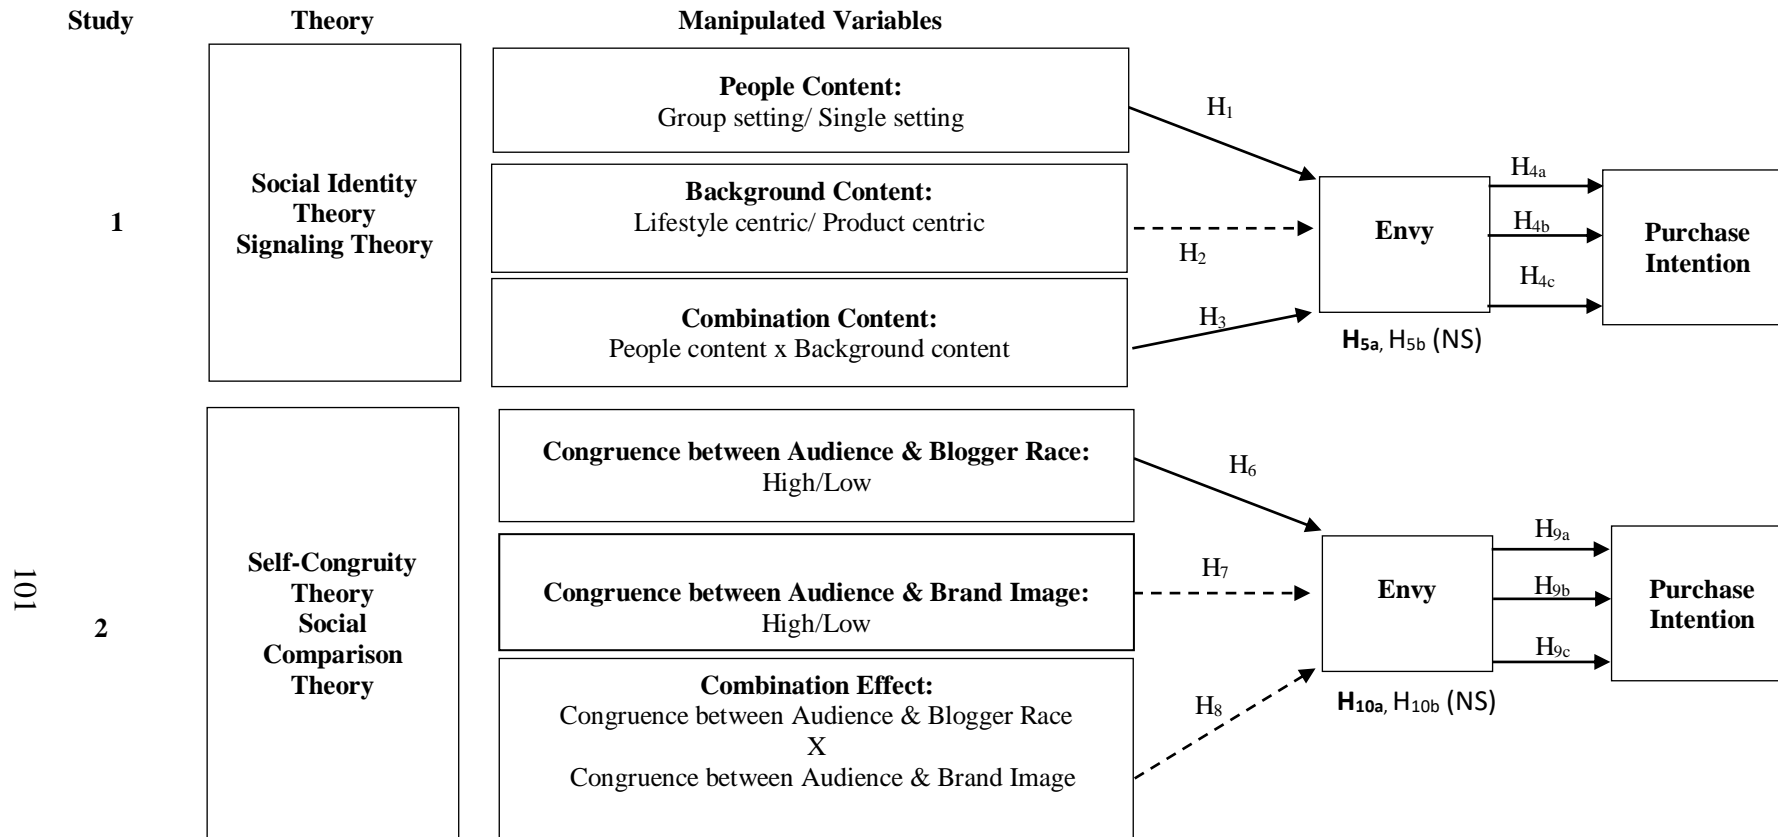 Study Theory Manipulated Variables
People Content:
Group setting/ Single setting
H1
Social Identity
Theory
Signaling Theory
1
Background Content:
Lifestyle centric/ Product centric
H2
Combination Content:
People content x Background content
H3
Envy
H4a
H4b
H4c
Purchase
Intention
H5a, H5b (NS)
Congruence between Audience & Blogger Race:
High/Low
H6
Self-Congruity
Theory
Social
Comparison
Theory
2
Congruence between Audience & Brand Image:
High/Low
H7
Combination Effect:
Congruence between Audience & Blogger Race
X
Congruence between Audience & Brand Image
H8
Envy
H9a
H9b
H9c
Purchase
Intention
H10a, H10b (NS)
101